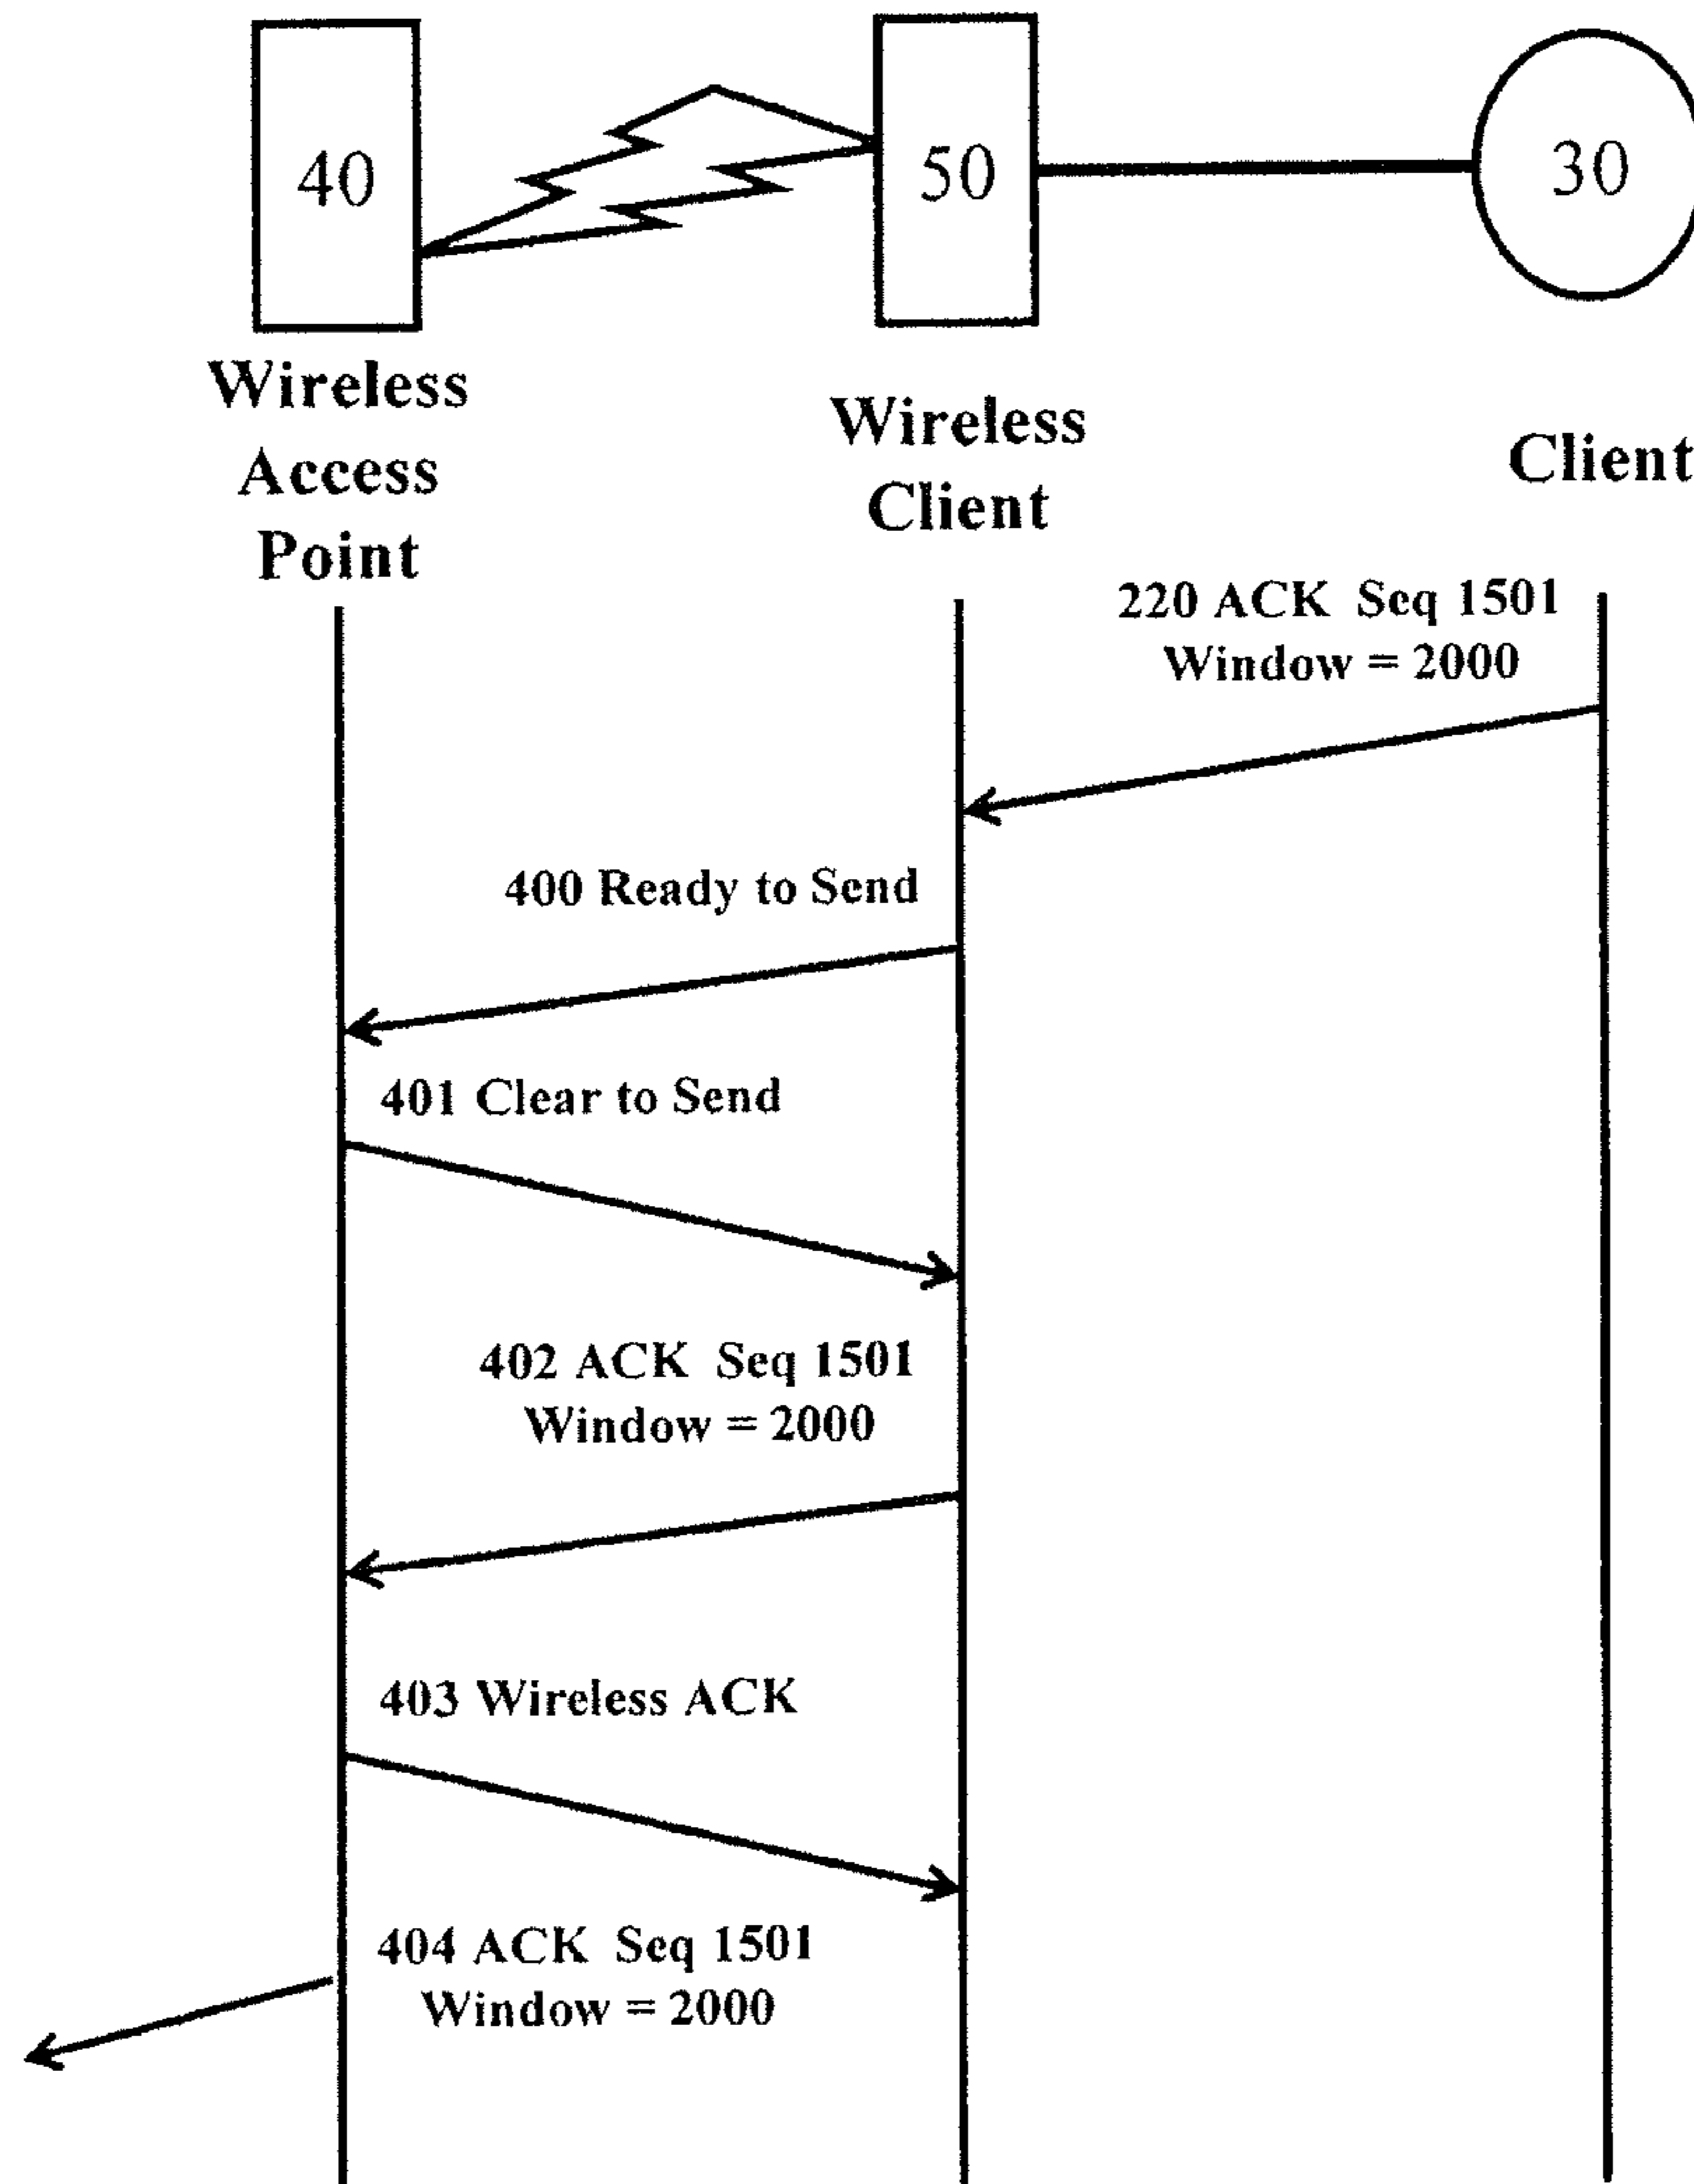 40
50
30
Wireless
Access
Point
Wireless
Client
Client
220 ACK Seq 1501
Window = 2000
400 Ready to Send
401 Clear to Send
402 ACK Seq 1501
Window = 2000
403 Wireless ACK
404 ACK Seq 1501
Window = 2000